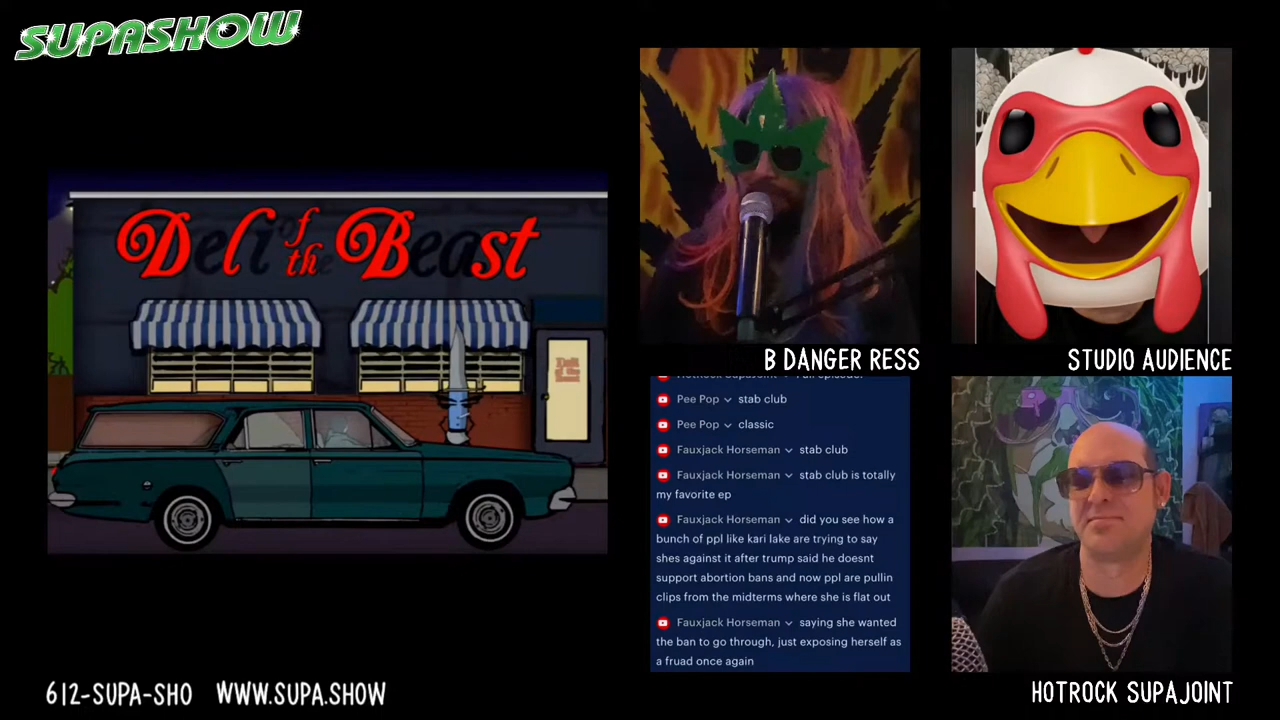 SUPASHOW
Deli of the Beast
Deli
of the
Beast
B DANGER RESS
STUDIO AUDIENCE
Pee Pop stab club
Pee Pop classic
Fauxjack Horseman stab club
Fauxjack Horseman stab club is totally
my favorite ep
Fauxjack Horseman did you see how a
bunch of ppl like kari lake are trying to say
shes against it after trump said he doesnt
support abortion bans and now ppl are pullin
clips from the midterms where she is flat out
Fauxjack Horseman saying she wanted
the ban to go through, just exposing herself as
a fruad once again
612-SUPA-SHO WWW.SUPA.SHOW
HOTROCK SUPAJOINT